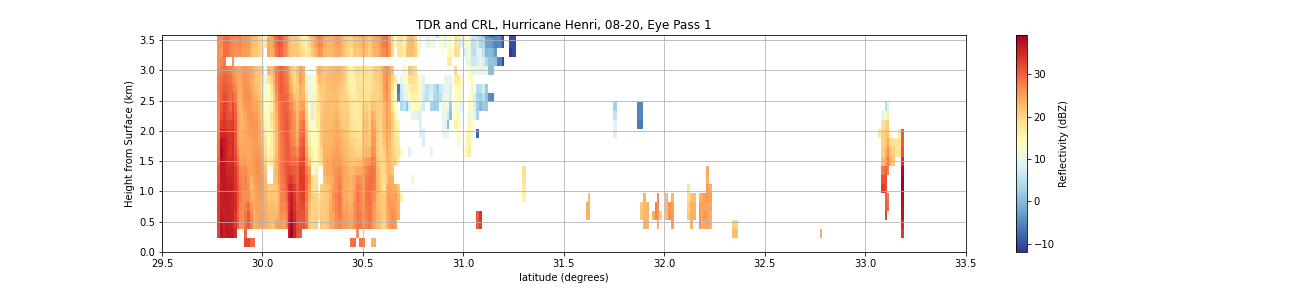 TDR and CRL, Hurricane Henri, 08-20, Eye Pass 1
Height from Surface (km)
3.5
3.0
2.5
2.0
1.5
1.0
0.5
0.0
29.5 30.0 30.5 31.0 31.5 32.0 32.5 33.0 33.5
latitude (degrees)
30
20
10
0
−10
Reflectivity (dBZ)